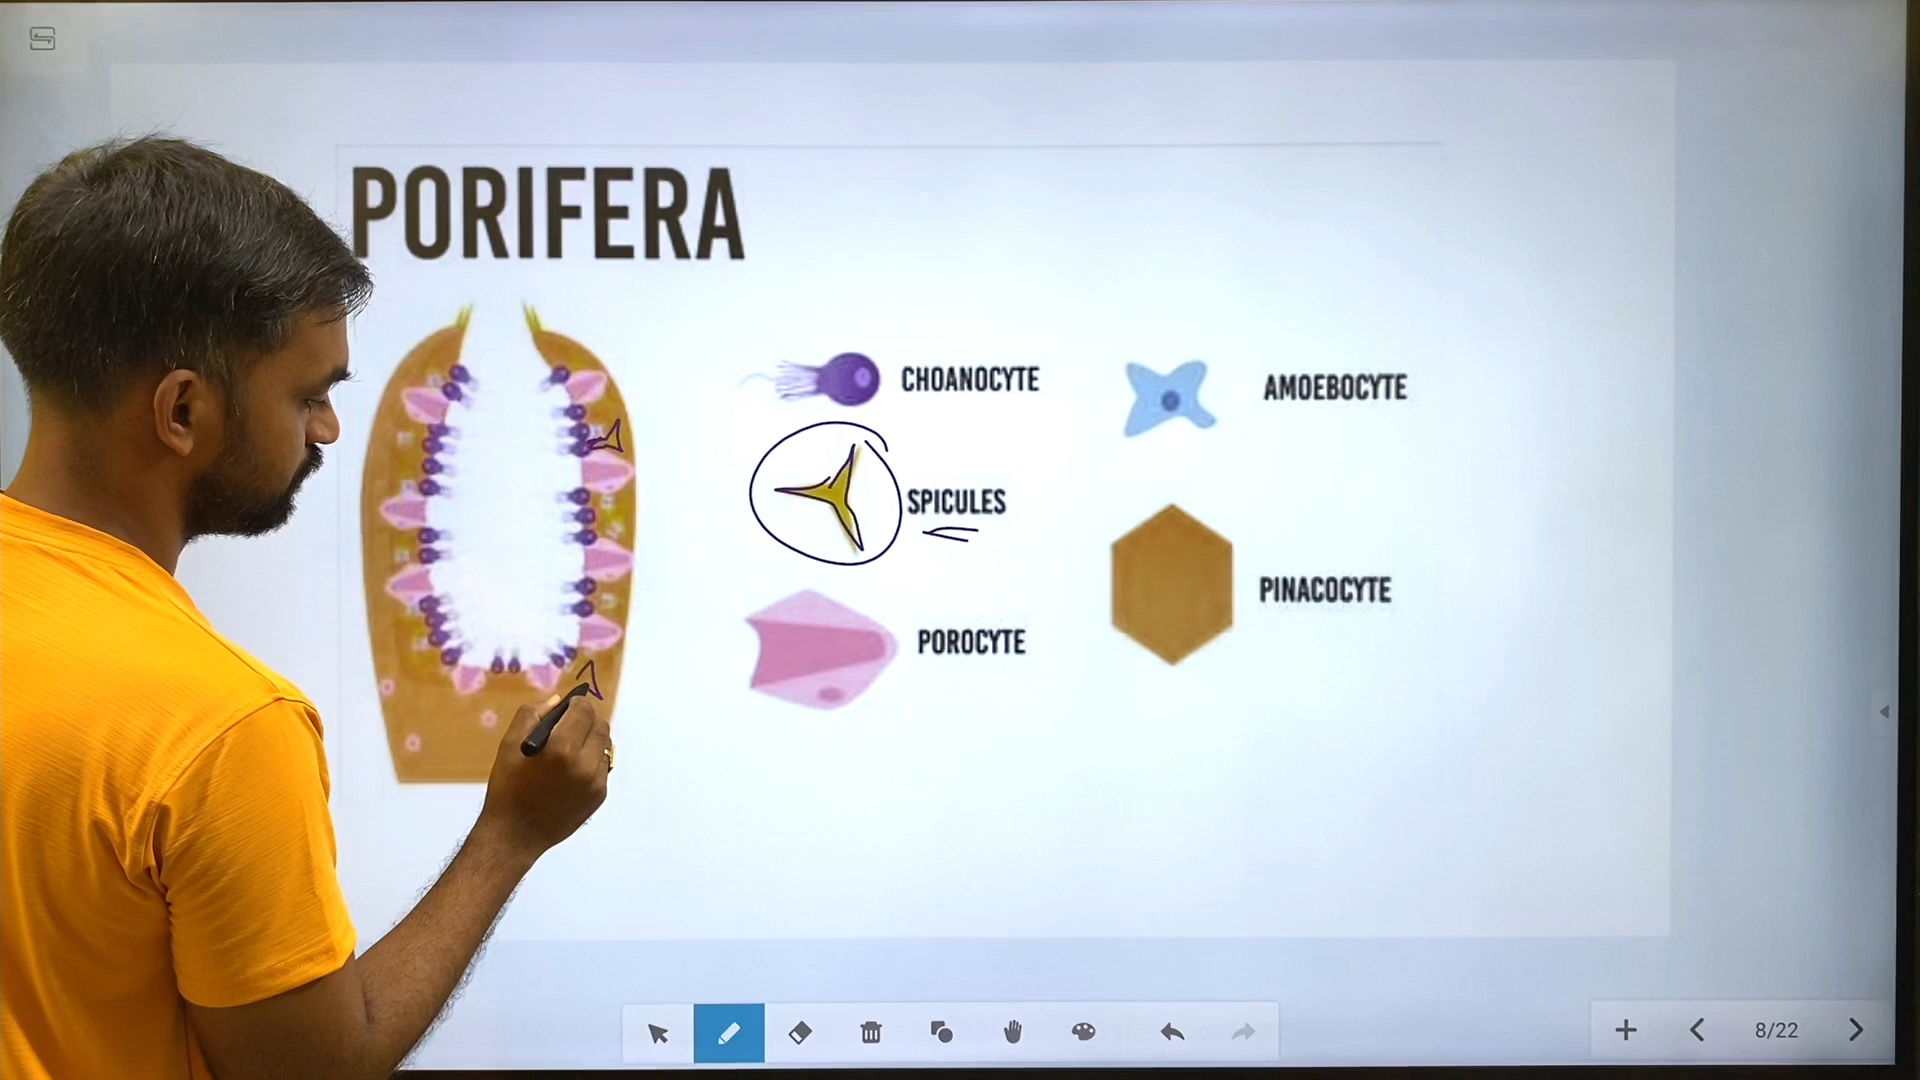 PORIFERA
CHOANOCYTE
AMOEBOCYTE
SPICULES
PINACOCYTE
POROCYTE
8/22